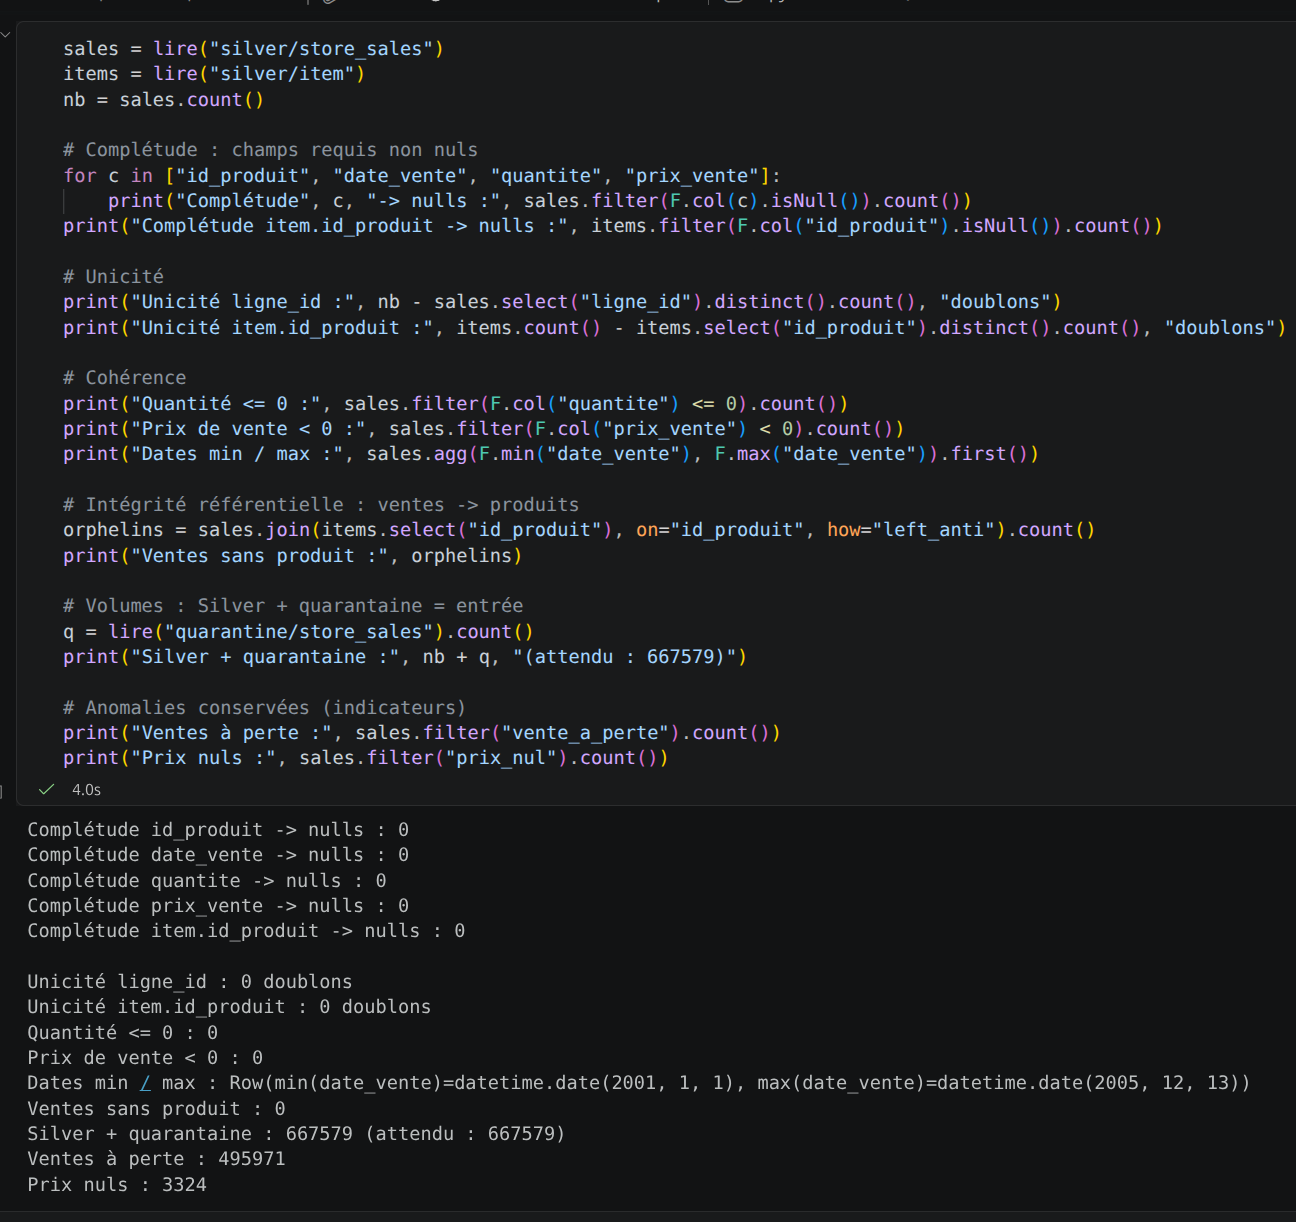 sales = lire("silver/store_sales")
items = lire("silver/item")
nb = sales.count()
# Complétude : champs requis non nuls
for c in ["id_produit", "date_vente", "quantite", "prix_vente"]:
    print("Complétude", c, "-> nulls :", sales.filter(F.col(c).isNull()).count())
print("Complétude item.id_produit -> nulls :", items.filter(F.col("id_produit").isNull()).count())
# Unicité
print("Unicité ligne_id :", nb - sales.select("ligne_id").distinct().count(), "doublons")
print("Unicité item.id_produit :", items.count() - items.select("id_produit").distinct().count(), "doublons")
# Cohérence
print("Quantité <= 0 :", sales.filter(F.col("quantite") <= 0).count())
print("Prix de vente < 0 :", sales.filter(F.col("prix_vente") < 0).count())
print("Dates min / max :", sales.agg(F.min("date_vente"), F.max("date_vente")).first())
# Intégrité référentielle : ventes -> produits
orphelins = sales.join(items.select("id_produit"), on="id_produit", how="left_anti").count()
print("Ventes sans produit :", orphelins)
# Volumes : Silver + quarantaine = entrée
q = lire("quarantine/store_sales").count()
print("Silver + quarantaine :", nb + q, "(attendu : 667579)")
# Anomalies conservées (indicateurs)
print("Ventes à perte :", sales.filter("vente_a_perte").count())
print("Prix nuls :", sales.filter("prix_nul").count())
4.0s
Complétude id_produit -> nulls : 0
Complétude date_vente -> nulls : 0
Complétude quantite -> nulls : 0
Complétude prix_vente -> nulls : 0
Complétude item.id_produit -> nulls : 0
Unicité ligne_id : 0 doublons
Unicité item.id_produit : 0 doublons
Quantité <= 0 : 0
Prix de vente < 0 : 0
Dates min / max : Row(min(date_vente)=datetime.date(2001, 1, 1), max(date_vente)=datetime.date(2005, 12, 13))
Ventes sans produit : 0
Silver + quarantaine : 667579 (attendu : 667579)
Ventes à perte : 495971
Prix nuls : 3324